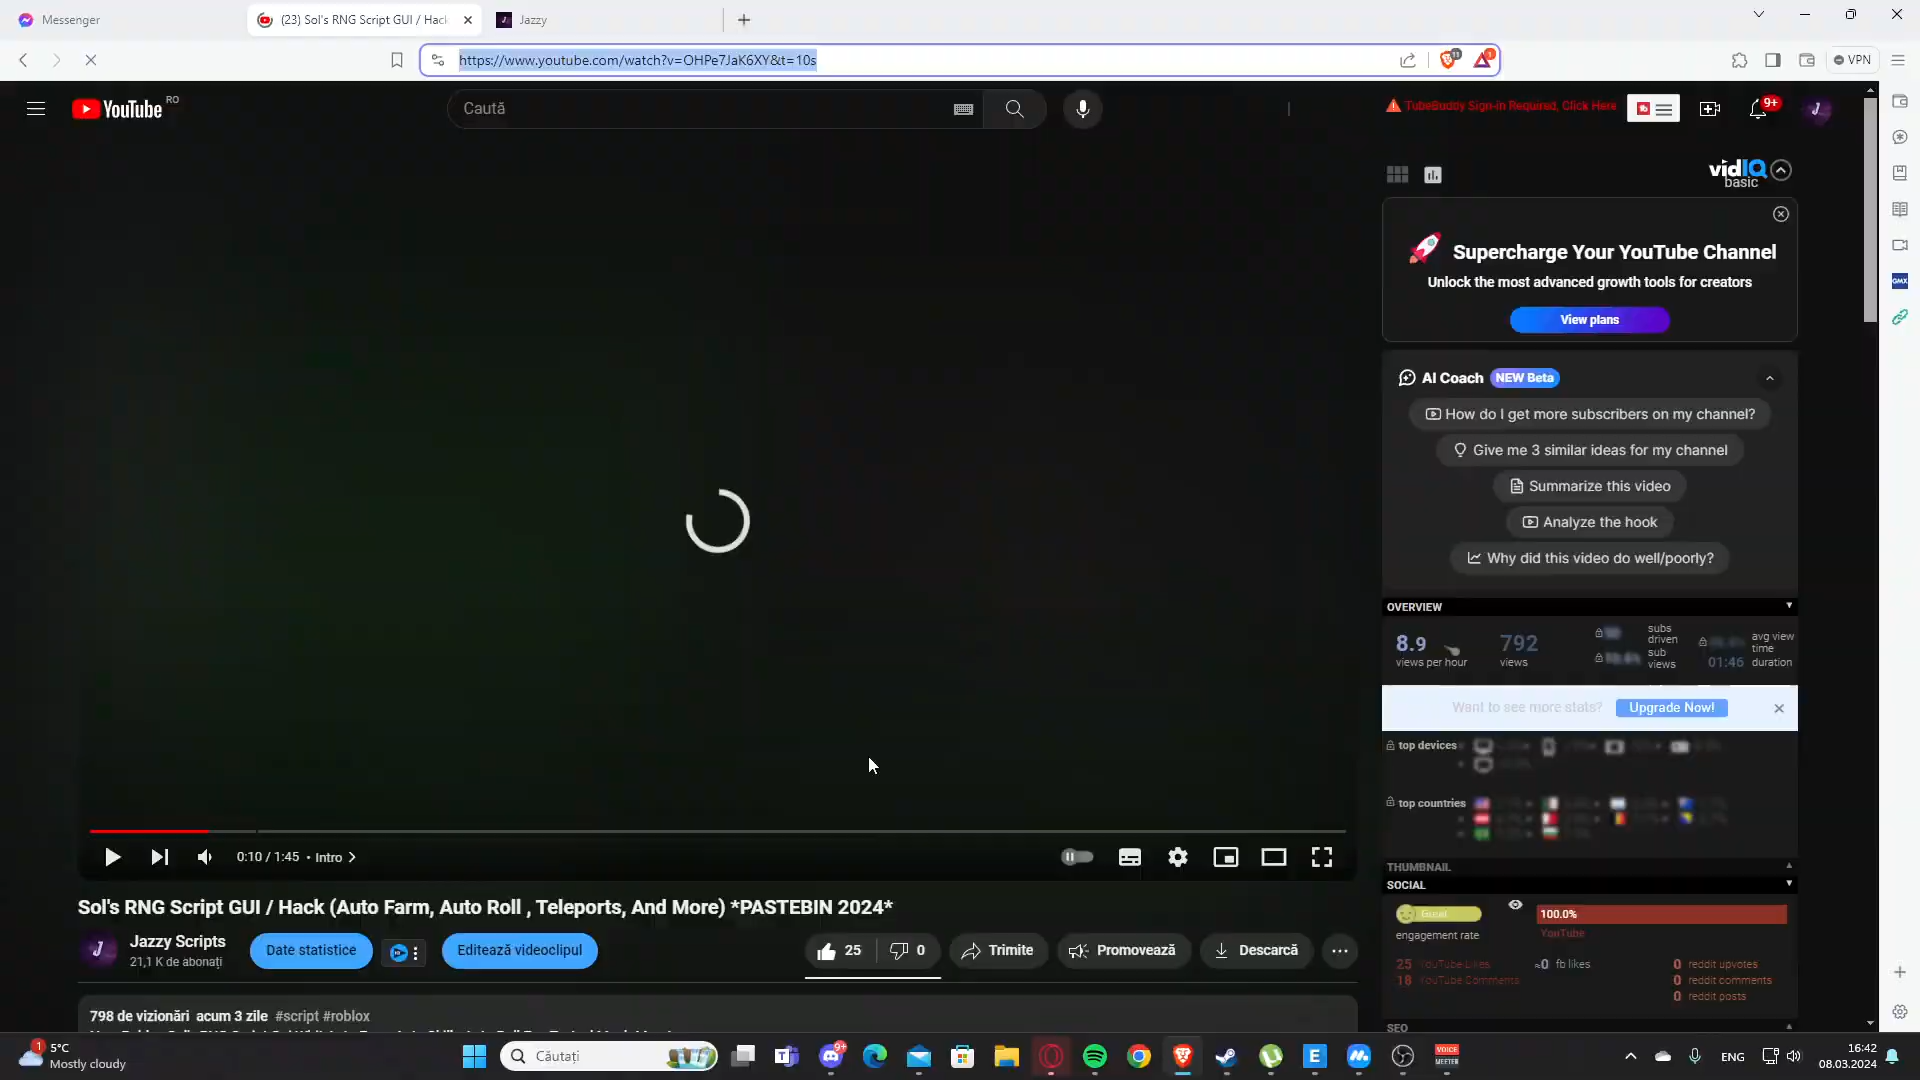 Messenger
(23) Sol's RNG Script GUI / Hac
Jazzy
https://www.youtube.com/watch?v=OHPe7JaK6XY&t=10s
11
1
VPN
YouTube RO
Caută
TubeBuddy Sign-in Required, Click Here
9+
vidIQ
basic
Supercharge Your YouTube Channel
Unlock the most advanced growth tools for creators
View plans
AI Coach NEW Beta
How do I get more subscribers on my channel?
Give me 3 similar ideas for my channel
Summarize this video
Analyze the hook
Why did this video do well/poorly?
OVERVIEW
8.9
views per hour
792
views
subs
driven
sub
views
avg view
time
01:46 duration
Want to see more stats? Upgrade Now!
top devices
top countries
THUMBNAIL
SOCIAL
engagement rate
100.0%
YouTube
25 YouTube Likes
18 YouTube Comments
≈0 fb likes
0 reddit upvotes
0 reddit comments
0 reddit posts
SEO
GMX
0:10 / 1:45 • Intro
Sol's RNG Script GUI / Hack (Auto Farm, Auto Roll , Teleports, And More) *PASTEBIN 2024*
Jazzy Scripts
21,1 K de abonați
Date statistice
Editează videoclipul
25
0
Trimite
Promovează
Descarcă
798 de vizionări acum 3 zile #script #roblox
1
5°C
Mostly cloudy
Căutați
9+
E
VOICE
MEETER
ENG
16:42
08.03.2024